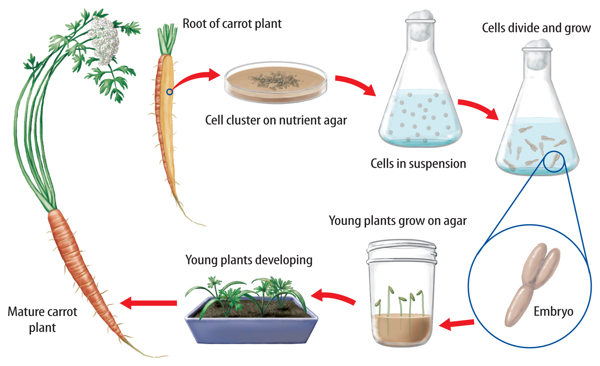 Root of carrot plant
Cell cluster on nutrient agar
Cells in suspension
Cells divide and grow
Embryo
Young plants grow on agar
Young plants developing
Mature carrot
plant